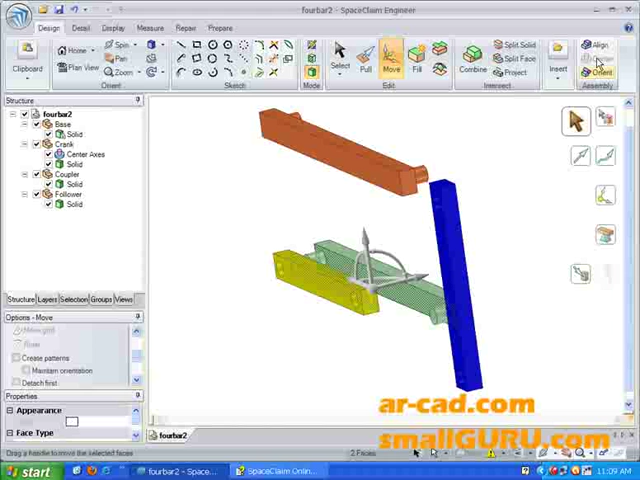 fourbar2 - SpaceClaim Engineer
Design Detail Display Measure Repair Prepare
Home
Spin
Plan View
Pan
Zoom
Clipboard
Orient
Sketch
Mode
Select
Pull
Move
Fill
Edit
Combine
Split Solid
Split Face
Project
Intersect
Insert
Align
Orient
Assembly
Structure
fourbar2
Base
Solid
Crank
Center Axes
Solid
Coupler
Solid
Follower
Solid
Structure Layers Selection Groups Views
Options - Move
Move grid
Ruler
Create patterns
Maintain orientation
Detach first
Properties
Appearance
Face Type
ar-cad.com
smallGURU.com
fourbar2
Drag a handle to move the selected faces
2 Faces
start
fourbar2 - Space...
SpaceClaim Onlin...
11:09 AM